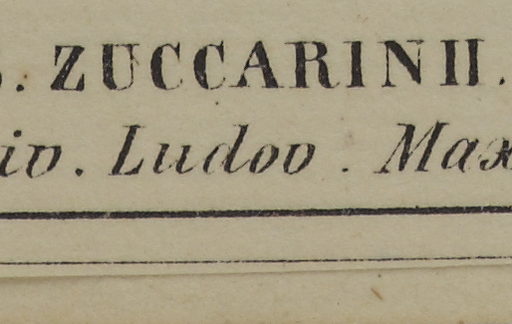 . ZUCCARINII.
iv. Ludov. Max